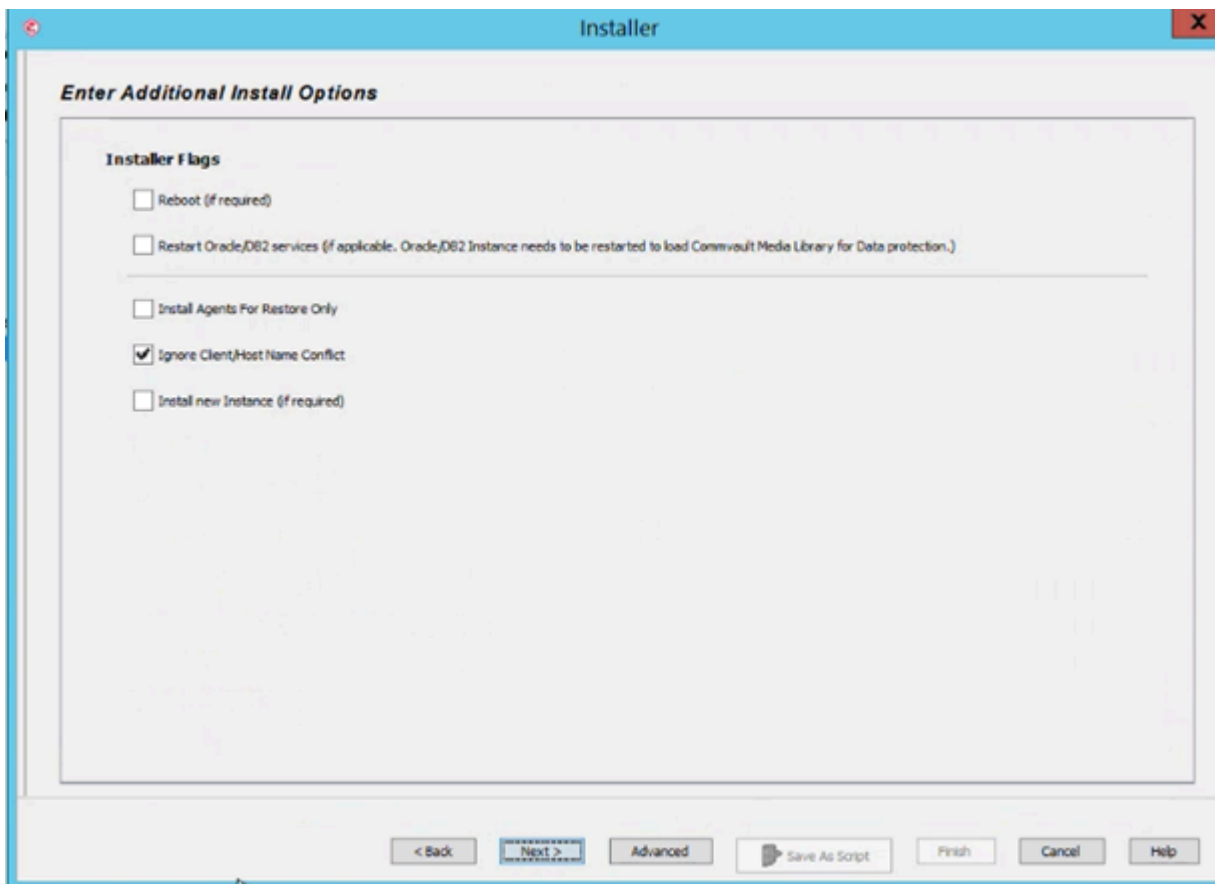 Installer
X
Enter Additional Install Options
Installer Flags
Reboot (if required)
Restart Oracle/DB2 services (if applicable. Oracle/DB2 Instance needs to be restarted to load Commvault Media Library for Data protection.)
Install Agents For Restore Only
Ignore Client/Host Name Conflict
Install new Instance (if required)
< Back Next > Advanced Save As Script Finish Cancel Help